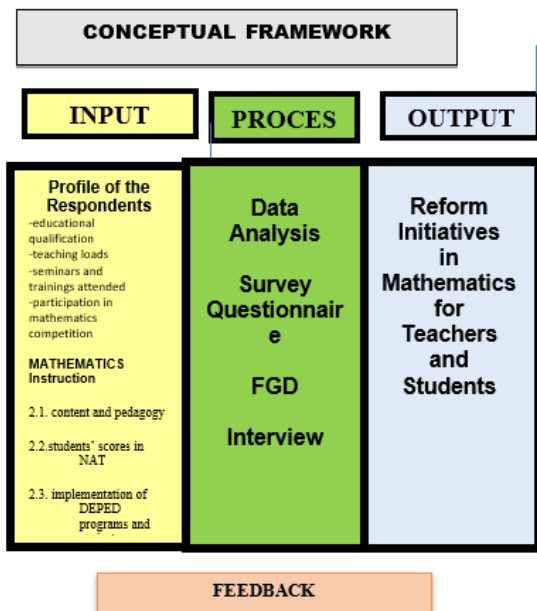 CONCEPTUAL FRAMEWORK
INPUT
PROCES
OUTPUT
Profile of the
Respondents
-educational
qualification
-teaching loads
-seminars and
trainings attended
-participation in
mathematics
competition
MATHEMATICS
Instruction
2.1. content and pedagogy
2.2.students’ scores in
NAT
2.3. implementation of
DEPED
programs and
Data
Analysis
Survey
Questionnair
e
FGD
Interview
Reform
Initiatives
in
Mathematics
for
Teachers
and
Students
FEEDBACK